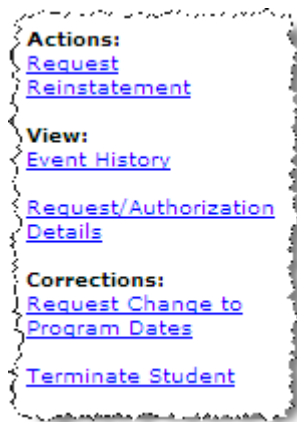 Actions:
Request
Reinstatement
View:
Event History
Request/Authorization
Details
Corrections:
Request Change to
Program Dates
Terminate Student